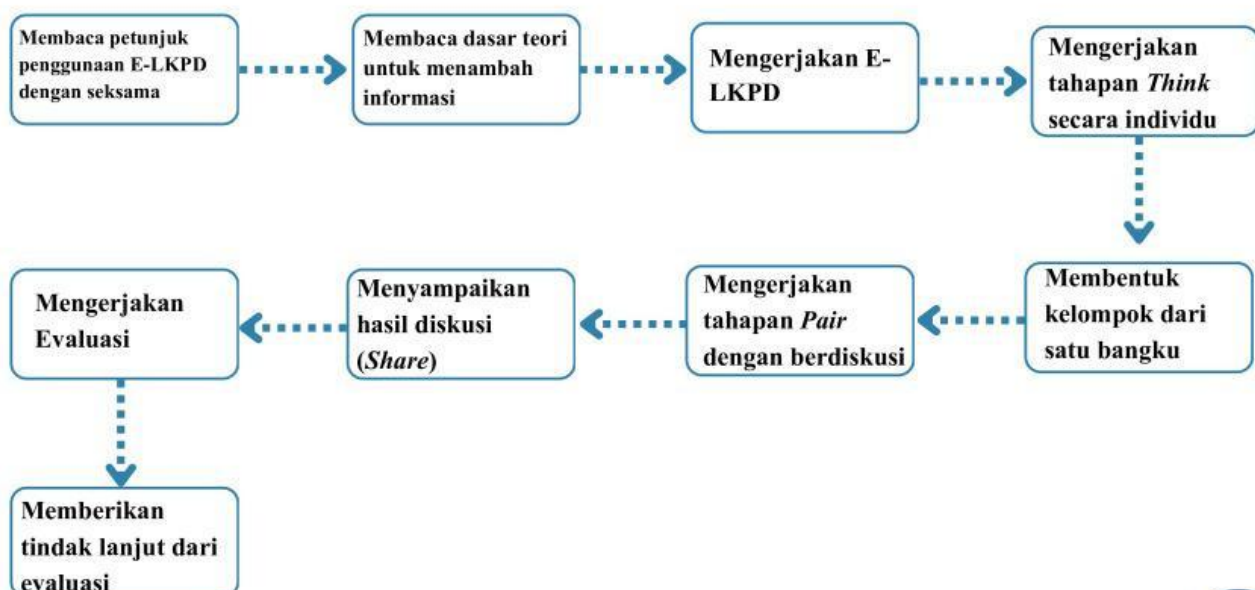 Membaca petunjuk
penggunaan E-LKPD
dengan seksama
Membaca dasar teori
untuk menambah
informasi
Mengerjakan E-
LKPD
Mengerjakan
tahapan Think
secara individu
Membentuk
kelompok dari
satu bangku
Mengerjakan
tahapan Pair
dengan berdiskusi
Menyampaikan
hasil diskusi
(Share)
Mengerjakan
Evaluasi
Memberikan
tindak lanjut dari
evaluasi